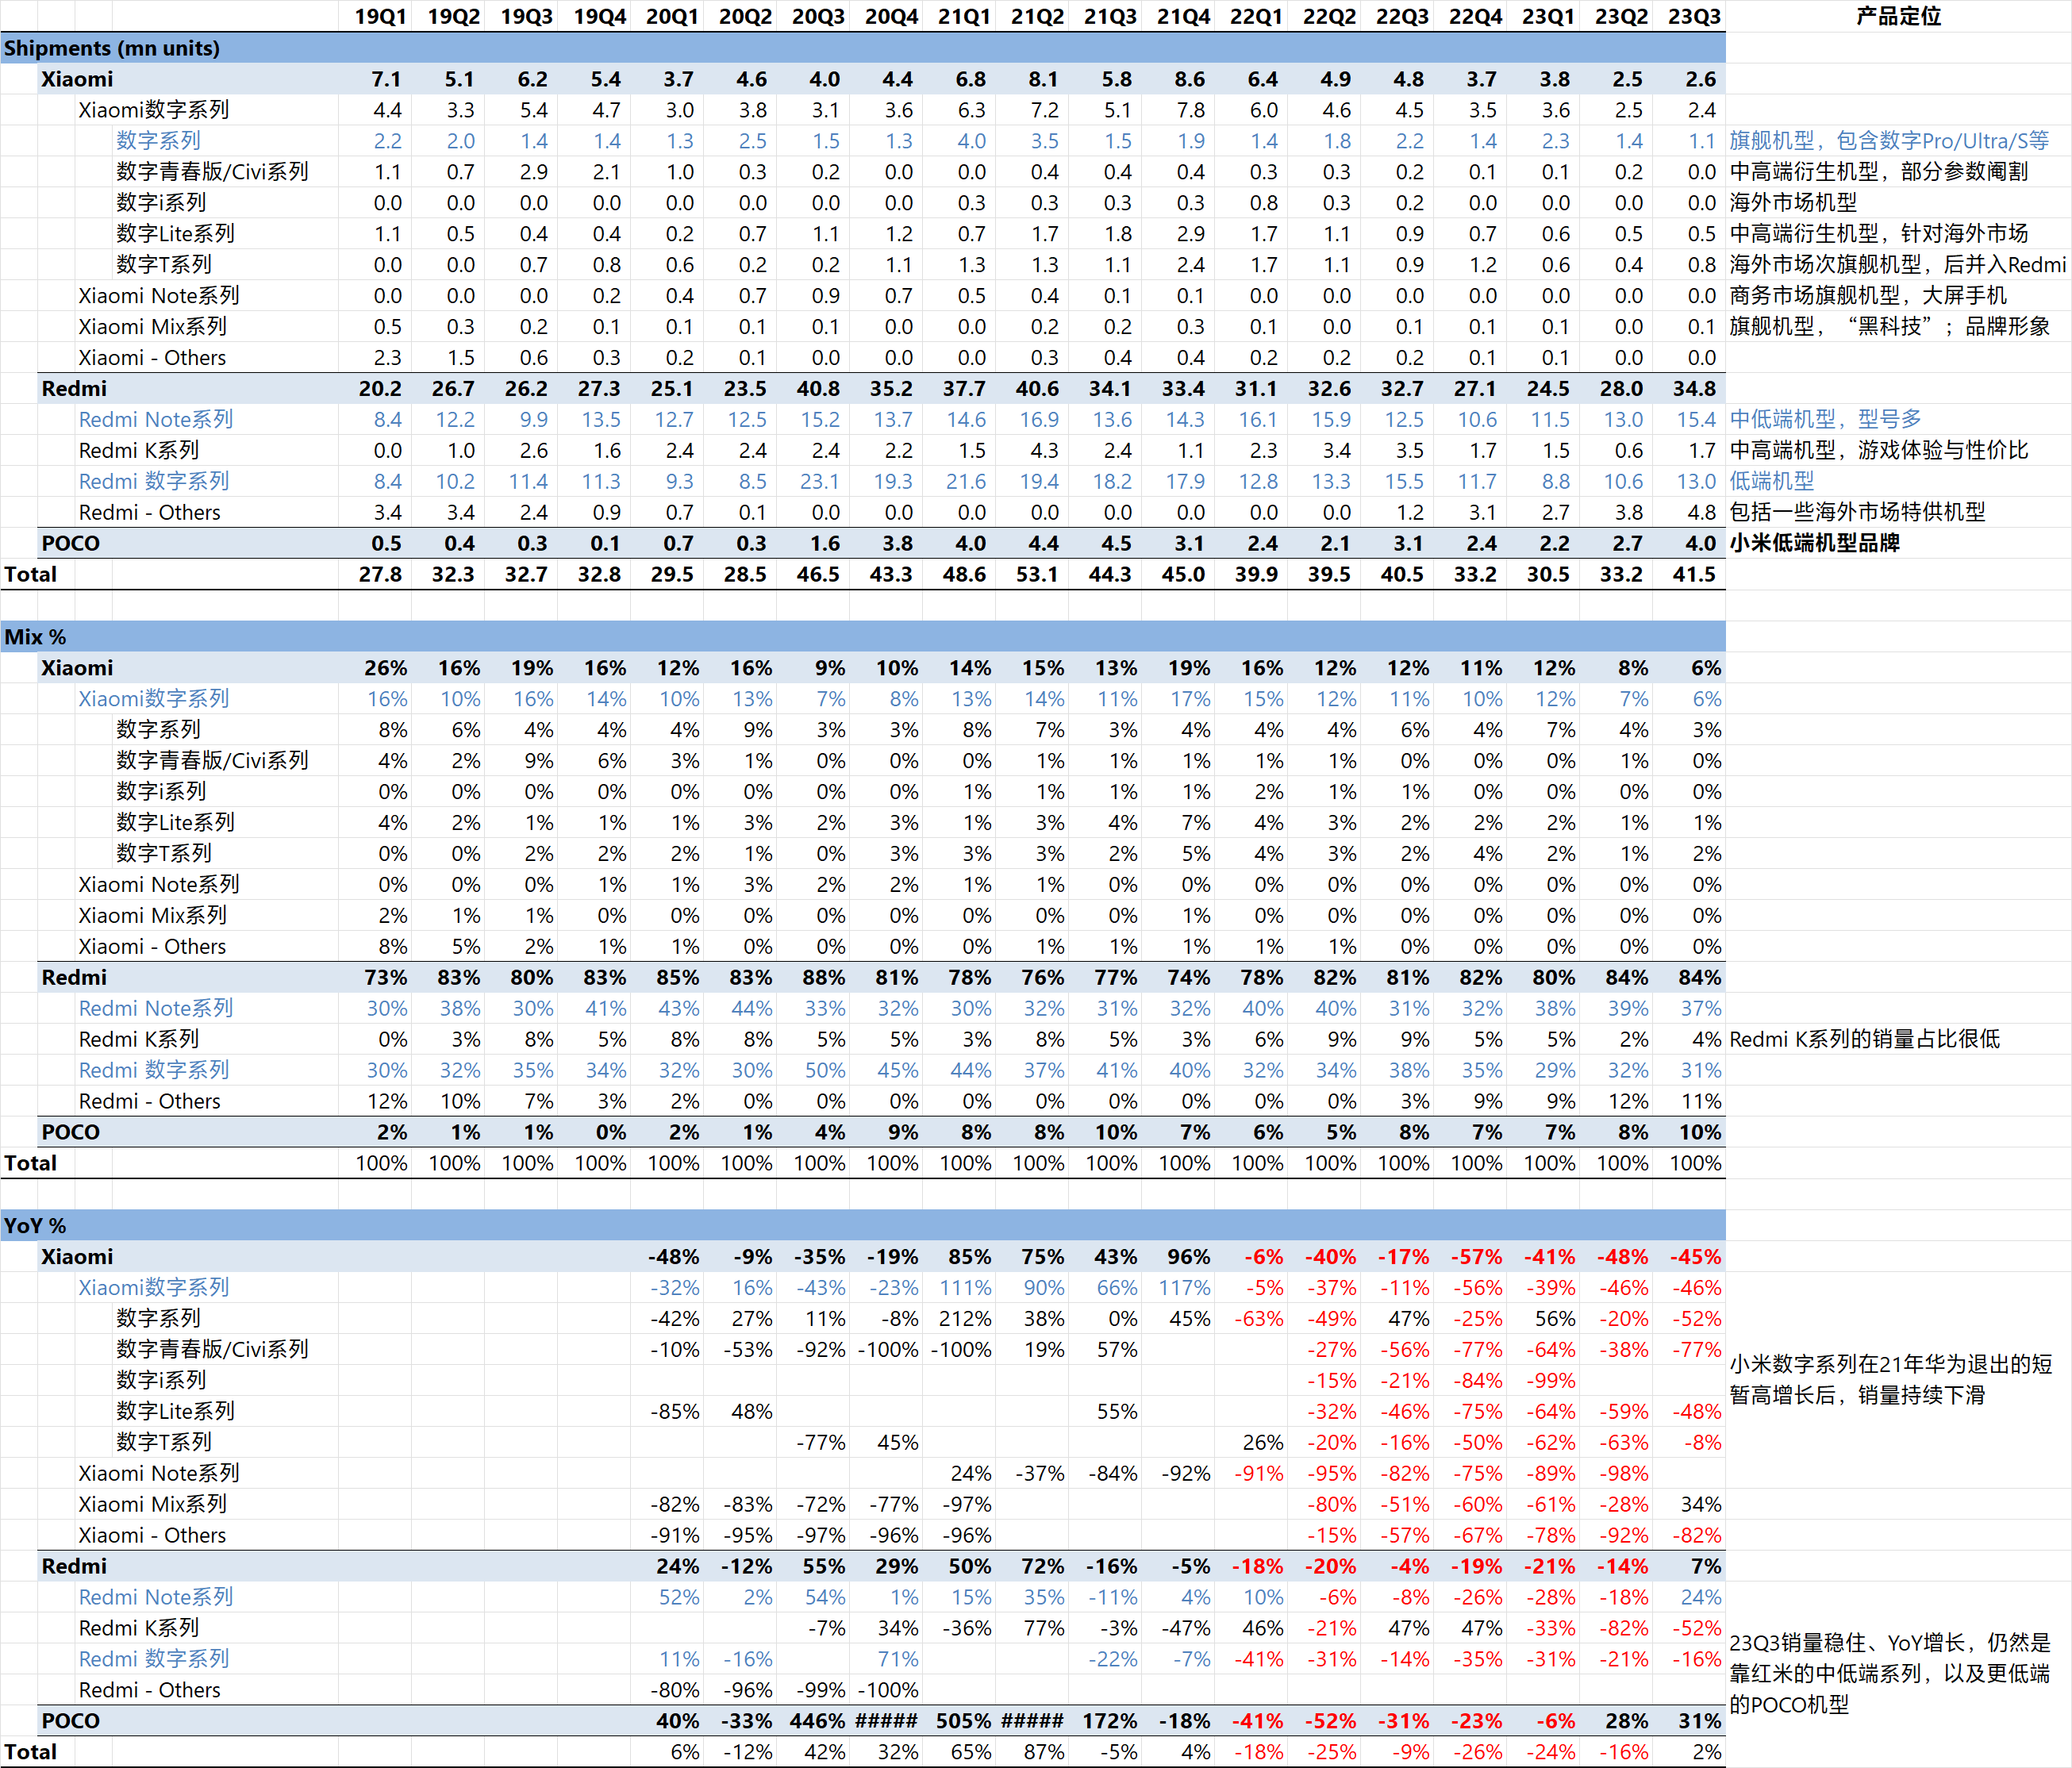 19Q1 19Q2 19Q3 19Q4 20Q1 20Q2 20Q3 20Q4 21Q1 21Q2 21Q3 21Q4 22Q1 22Q2 22Q3 22Q4 23Q1 23Q2 23Q3 产品定位
Shipments (mn units)
Xiaomi 7.1 5.1 6.2 5.4 3.7 4.6 4.0 4.4 6.8 8.1 5.8 8.6 6.4 4.9 4.8 3.7 3.8 2.5 2.6
Xiaomi数字系列 4.4 3.3 5.4 4.7 3.0 3.8 3.1 3.6 6.3 7.2 5.1 7.8 6.0 4.6 4.5 3.5 3.6 2.5 2.4
数字系列 2.2 2.0 1.4 1.4 1.3 2.5 1.5 1.3 4.0 3.5 1.5 1.9 1.4 1.8 2.2 1.4 2.3 1.4 1.1 旗舰机型，包含数字Pro/Ultra/S等
数字青春版/Civi系列 1.1 0.7 2.9 2.1 1.0 0.3 0.2 0.0 0.0 0.4 0.4 0.4 0.3 0.3 0.2 0.1 0.1 0.2 0.0 中高端衍生机型，部分参数阉割
数字i系列 0.0 0.0 0.0 0.0 0.0 0.0 0.0 0.0 0.3 0.3 0.3 0.3 0.8 0.3 0.2 0.0 0.0 0.0 0.0 海外市场机型
数字Lite系列 1.1 0.5 0.4 0.4 0.2 0.7 1.1 1.2 0.7 1.7 1.8 2.9 1.7 1.1 0.9 0.7 0.6 0.5 0.5 中高端衍生机型，针对海外市场
数字T系列 0.0 0.0 0.7 0.8 0.6 0.2 0.2 1.1 1.3 1.3 1.1 2.4 1.7 1.1 0.9 1.2 0.6 0.4 0.8 海外市场次旗舰机型，后并入Redmi
Xiaomi Note系列 0.0 0.0 0.0 0.2 0.4 0.7 0.9 0.7 0.5 0.4 0.1 0.1 0.0 0.0 0.0 0.0 0.0 0.0 0.0 商务市场旗舰机型，大屏手机
Xiaomi Mix系列 0.5 0.3 0.2 0.1 0.1 0.1 0.1 0.0 0.0 0.2 0.2 0.3 0.1 0.0 0.1 0.1 0.1 0.0 0.1 旗舰机型，“黑科技”；品牌形象
Xiaomi - Others 2.3 1.5 0.6 0.3 0.2 0.1 0.0 0.0 0.0 0.3 0.4 0.4 0.2 0.2 0.2 0.1 0.1 0.0 0.0
Redmi 20.2 26.7 26.2 27.3 25.1 23.5 40.8 35.2 37.7 40.6 34.1 33.4 31.1 32.6 32.7 27.1 24.5 28.0 34.8
Redmi Note系列 8.4 12.2 9.9 13.5 12.7 12.5 15.2 13.7 14.6 16.9 13.6 14.3 16.1 15.9 12.5 10.6 11.5 13.0 15.4 中低端机型，型号多
Redmi K系列 0.0 1.0 2.6 1.6 2.4 2.4 2.4 2.2 1.5 4.3 2.4 1.1 2.3 3.4 3.5 1.7 1.5 0.6 1.7 中高端机型，游戏体验与性价比
Redmi 数字系列 8.4 10.2 11.4 11.3 9.3 8.5 23.1 19.3 21.6 19.4 18.2 17.9 12.8 13.3 15.5 11.7 8.8 10.6 13.0 低端机型
Redmi - Others 3.4 3.4 2.4 0.9 0.7 0.1 0.0 0.0 0.0 0.0 0.0 0.0 0.0 0.0 1.2 3.1 2.7 3.8 4.8 包括一些海外市场特供机型
POCO 0.5 0.4 0.3 0.1 0.7 0.3 1.6 3.8 4.0 4.4 4.5 3.1 2.4 2.1 3.1 2.4 2.2 2.7 4.0 小米低端机型品牌
Total 27.8 32.3 32.7 32.8 29.5 28.5 46.5 43.3 48.6 53.1 44.3 45.0 39.9 39.5 40.5 33.2 30.5 33.2 41.5
Mix %
Xiaomi 26% 16% 19% 16% 12% 16% 9% 10% 14% 15% 13% 19% 16% 12% 12% 11% 12% 8% 6%
Xiaomi数字系列 16% 10% 16% 14% 10% 13% 7% 8% 13% 14% 11% 17% 15% 12% 11% 10% 12% 7% 6%
数字系列 8% 6% 4% 4% 4% 9% 3% 3% 8% 7% 3% 4% 4% 4% 6% 4% 7% 4% 3%
数字青春版/Civi系列 4% 2% 9% 6% 3% 1% 0% 0% 0% 1% 1% 1% 1% 1% 0% 0% 0% 1% 0%
数字i系列 0% 0% 0% 0% 0% 0% 0% 0% 1% 1% 1% 1% 2% 1% 1% 0% 0% 0% 0%
数字Lite系列 4% 2% 1% 1% 1% 3% 2% 3% 1% 3% 4% 7% 4% 3% 2% 2% 2% 1% 1%
数字T系列 0% 0% 2% 2% 2% 1% 0% 3% 3% 3% 2% 5% 4% 3% 2% 4% 2% 1% 2%
Xiaomi Note系列 0% 0% 0% 1% 1% 3% 2% 2% 1% 1% 0% 0% 0% 0% 0% 0% 0% 0% 0%
Xiaomi Mix系列 2% 1% 1% 0% 0% 0% 0% 0% 0% 0% 0% 1% 0% 0% 0% 0% 0% 0% 0%
Xiaomi - Others 8% 5% 2% 1% 1% 0% 0% 0% 0% 1% 1% 1% 1% 1% 0% 0% 0% 0% 0%
Redmi 73% 83% 80% 83% 85% 83% 88% 81% 78% 76% 77% 74% 78% 82% 81% 82% 80% 84% 84%
Redmi Note系列 30% 38% 30% 41% 43% 44% 33% 32% 30% 32% 31% 32% 40% 40% 31% 32% 38% 39% 37%
Redmi K系列 0% 3% 8% 5% 8% 8% 5% 5% 3% 8% 5% 3% 6% 9% 9% 5% 5% 2% 4% Redmi K系列的销量占比很低
Redmi 数字系列 30% 32% 35% 34% 32% 30% 50% 45% 44% 37% 41% 40% 32% 34% 38% 35% 29% 32% 31%
Redmi - Others 12% 10% 7% 3% 2% 0% 0% 0% 0% 0% 0% 0% 0% 0% 3% 9% 9% 12% 11%
POCO 2% 1% 1% 0% 2% 1% 4% 9% 8% 8% 10% 7% 6% 5% 8% 7% 7% 8% 10%
Total 100% 100% 100% 100% 100% 100% 100% 100% 100% 100% 100% 100% 100% 100% 100% 100% 100% 100% 100%
YoY %
Xiaomi -48% -9% -35% -19% 85% 75% 43% 96% -6% -40% -17% -57% -41% -48% -45%
Xiaomi数字系列 -32% 16% -43% -23% 111% 90% 66% 117% -5% -37% -11% -56% -39% -46% -46%
数字系列 -42% 27% 11% -8% 212% 38% 0% 45% -63% -49% 47% -25% 56% -20% -52%
数字青春版/Civi系列 -10% -53% -92% -100% -100% 19% 57% -27% -56% -77% -64% -38% -77%
小米数字系列在21年华为退出的短
数字i系列 -15% -21% -84% -99%
暂高增长后，销量持续下滑
数字Lite系列 -85% 48% 55% -32% -46% -75% -64% -59% -48%
数字T系列 -77% 45% 26% -20% -16% -50% -62% -63% -8%
Xiaomi Note系列 24% -37% -84% -92% -91% -95% -82% -75% -89% -98%
Xiaomi Mix系列 -82% -83% -72% -77% -97% -80% -51% -60% -61% -28% 34%
Xiaomi - Others -91% -95% -97% -96% -96% -15% -57% -67% -78% -92% -82%
Redmi 24% -12% 55% 29% 50% 72% -16% -5% -18% -20% -4% -19% -21% -14% 7%
Redmi Note系列 52% 2% 54% 1% 15% 35% -11% 4% 10% -6% -8% -26% -28% -18% 24%
Redmi K系列 -7% 34% -36% 77% -3% -47% 46% -21% 47% 47% -33% -82% -52%
23Q3销量稳住、YoY增长，仍然是
Redmi 数字系列 11% -16% 71% -22% -7% -41% -31% -14% -35% -31% -21% -16%
靠红米的中低端系列，以及更低端
Redmi - Others -80% -96% -99% -100%
的POCO机型
POCO 40% -33% 446% ##### 505% ##### 172% -18% -41% -52% -31% -23% -6% 28% 31%
Total 6% -12% 42% 32% 65% 87% -5% 4% -18% -25% -9% -26% -24% -16% 2%